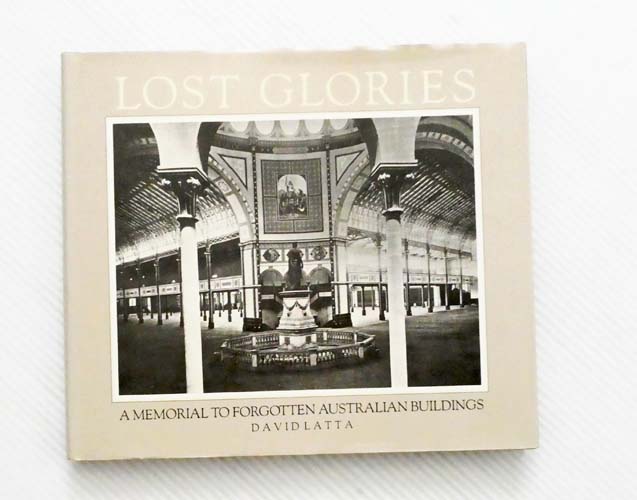 LOST GLORIES
A MEMORIAL TO FORGOTTEN AUSTRALIAN BUILDINGS
DAVID LATTA